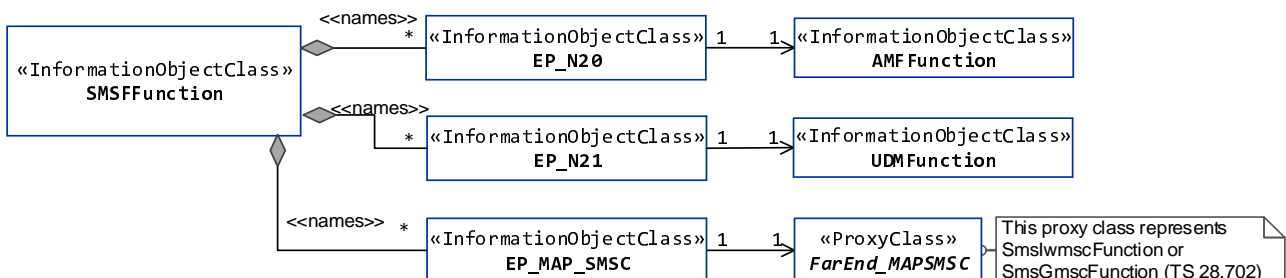 <<names>>
*
«InformationObjectClass»
SMSFFunction
«InformationObjectClass»
EP_N20
1
1
«InformationObjectClass»
AMFFunction
<<names>>
*
«InformationObjectClass»
EP_N21
1
1
«InformationObjectClass»
UDMFunction
<<names>>
*
«InformationObjectClass»
EP_MAP_SMSC
1
1
«ProxyClass»
FarEnd_MAPSMSC
This proxy class represents
SmsIwmscFunction or
SmsGmscFunction (TS 28.702)